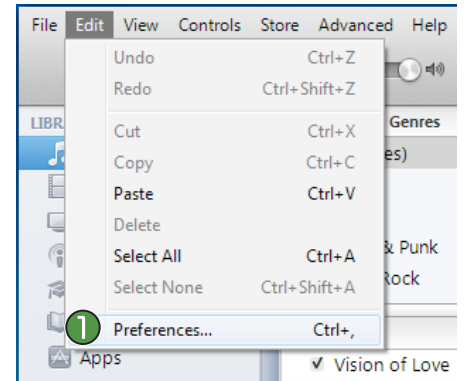 File Edit View Controls Store Advanced Help
Undo Ctrl+Z
Redo Ctrl+Shift+Z
LIBR
Cut Ctrl+X
Genres
Copy Ctrl+C
es)
Paste Ctrl+V
Delete
Select All Ctrl+A
& Punk
Select None Ctrl+Shift+A
Rock
1 Preferences... Ctrl+,
Apps
Vision of Love